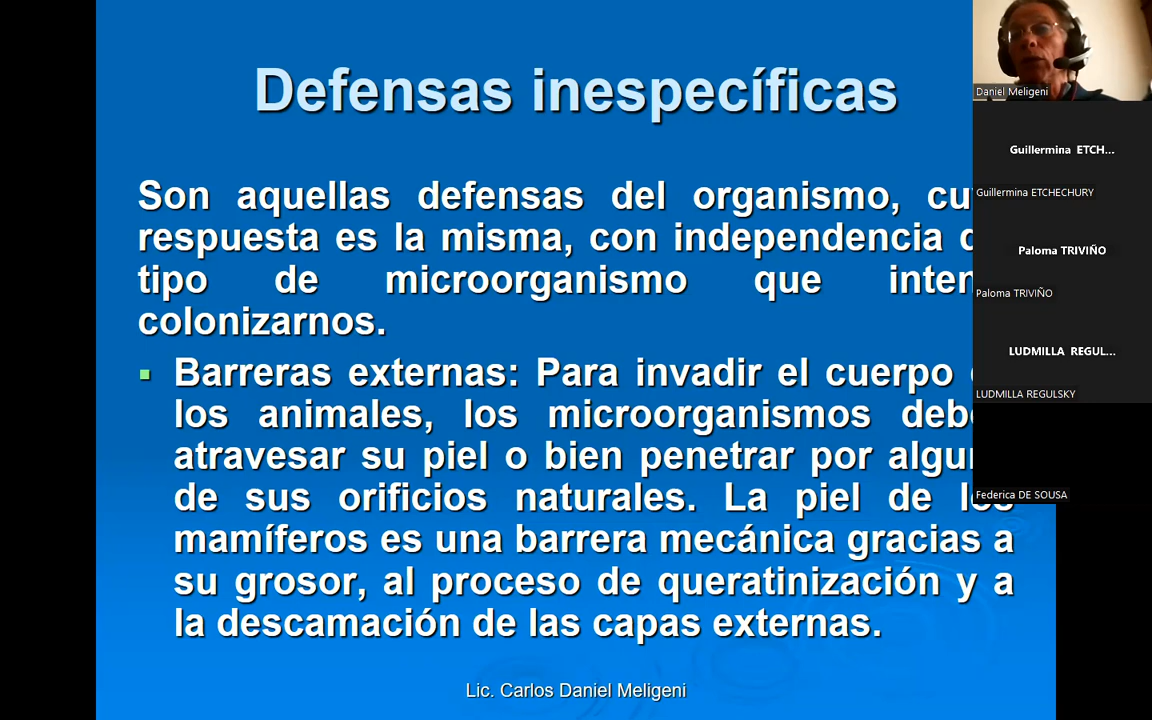 Defensas inespecíficas
Son aquellas defensas del organismo,
respuesta es la misma, con independencia
tipo de microorganismo que
colonizarnos.
Barreras externas: Para invadir el cuerpo
los animales, los microorganismos
atravesar su piel o bien penetrar por
de sus orificios naturales. La piel de
mamíferos es una barrera mecánica gracias a
su grosor, al proceso de queratinización y a
la descamación de las capas externas.
Lic. Carlos Daniel Meligeni
Daniel Meligeni
Guillermina ETCH...
Guillermina ETCHECHURY
Paloma TRIVIÑO
Paloma TRIVIÑO
LUDMILLA REGUL...
LUDMILLA REGULSKY
Federica DE SOUSA